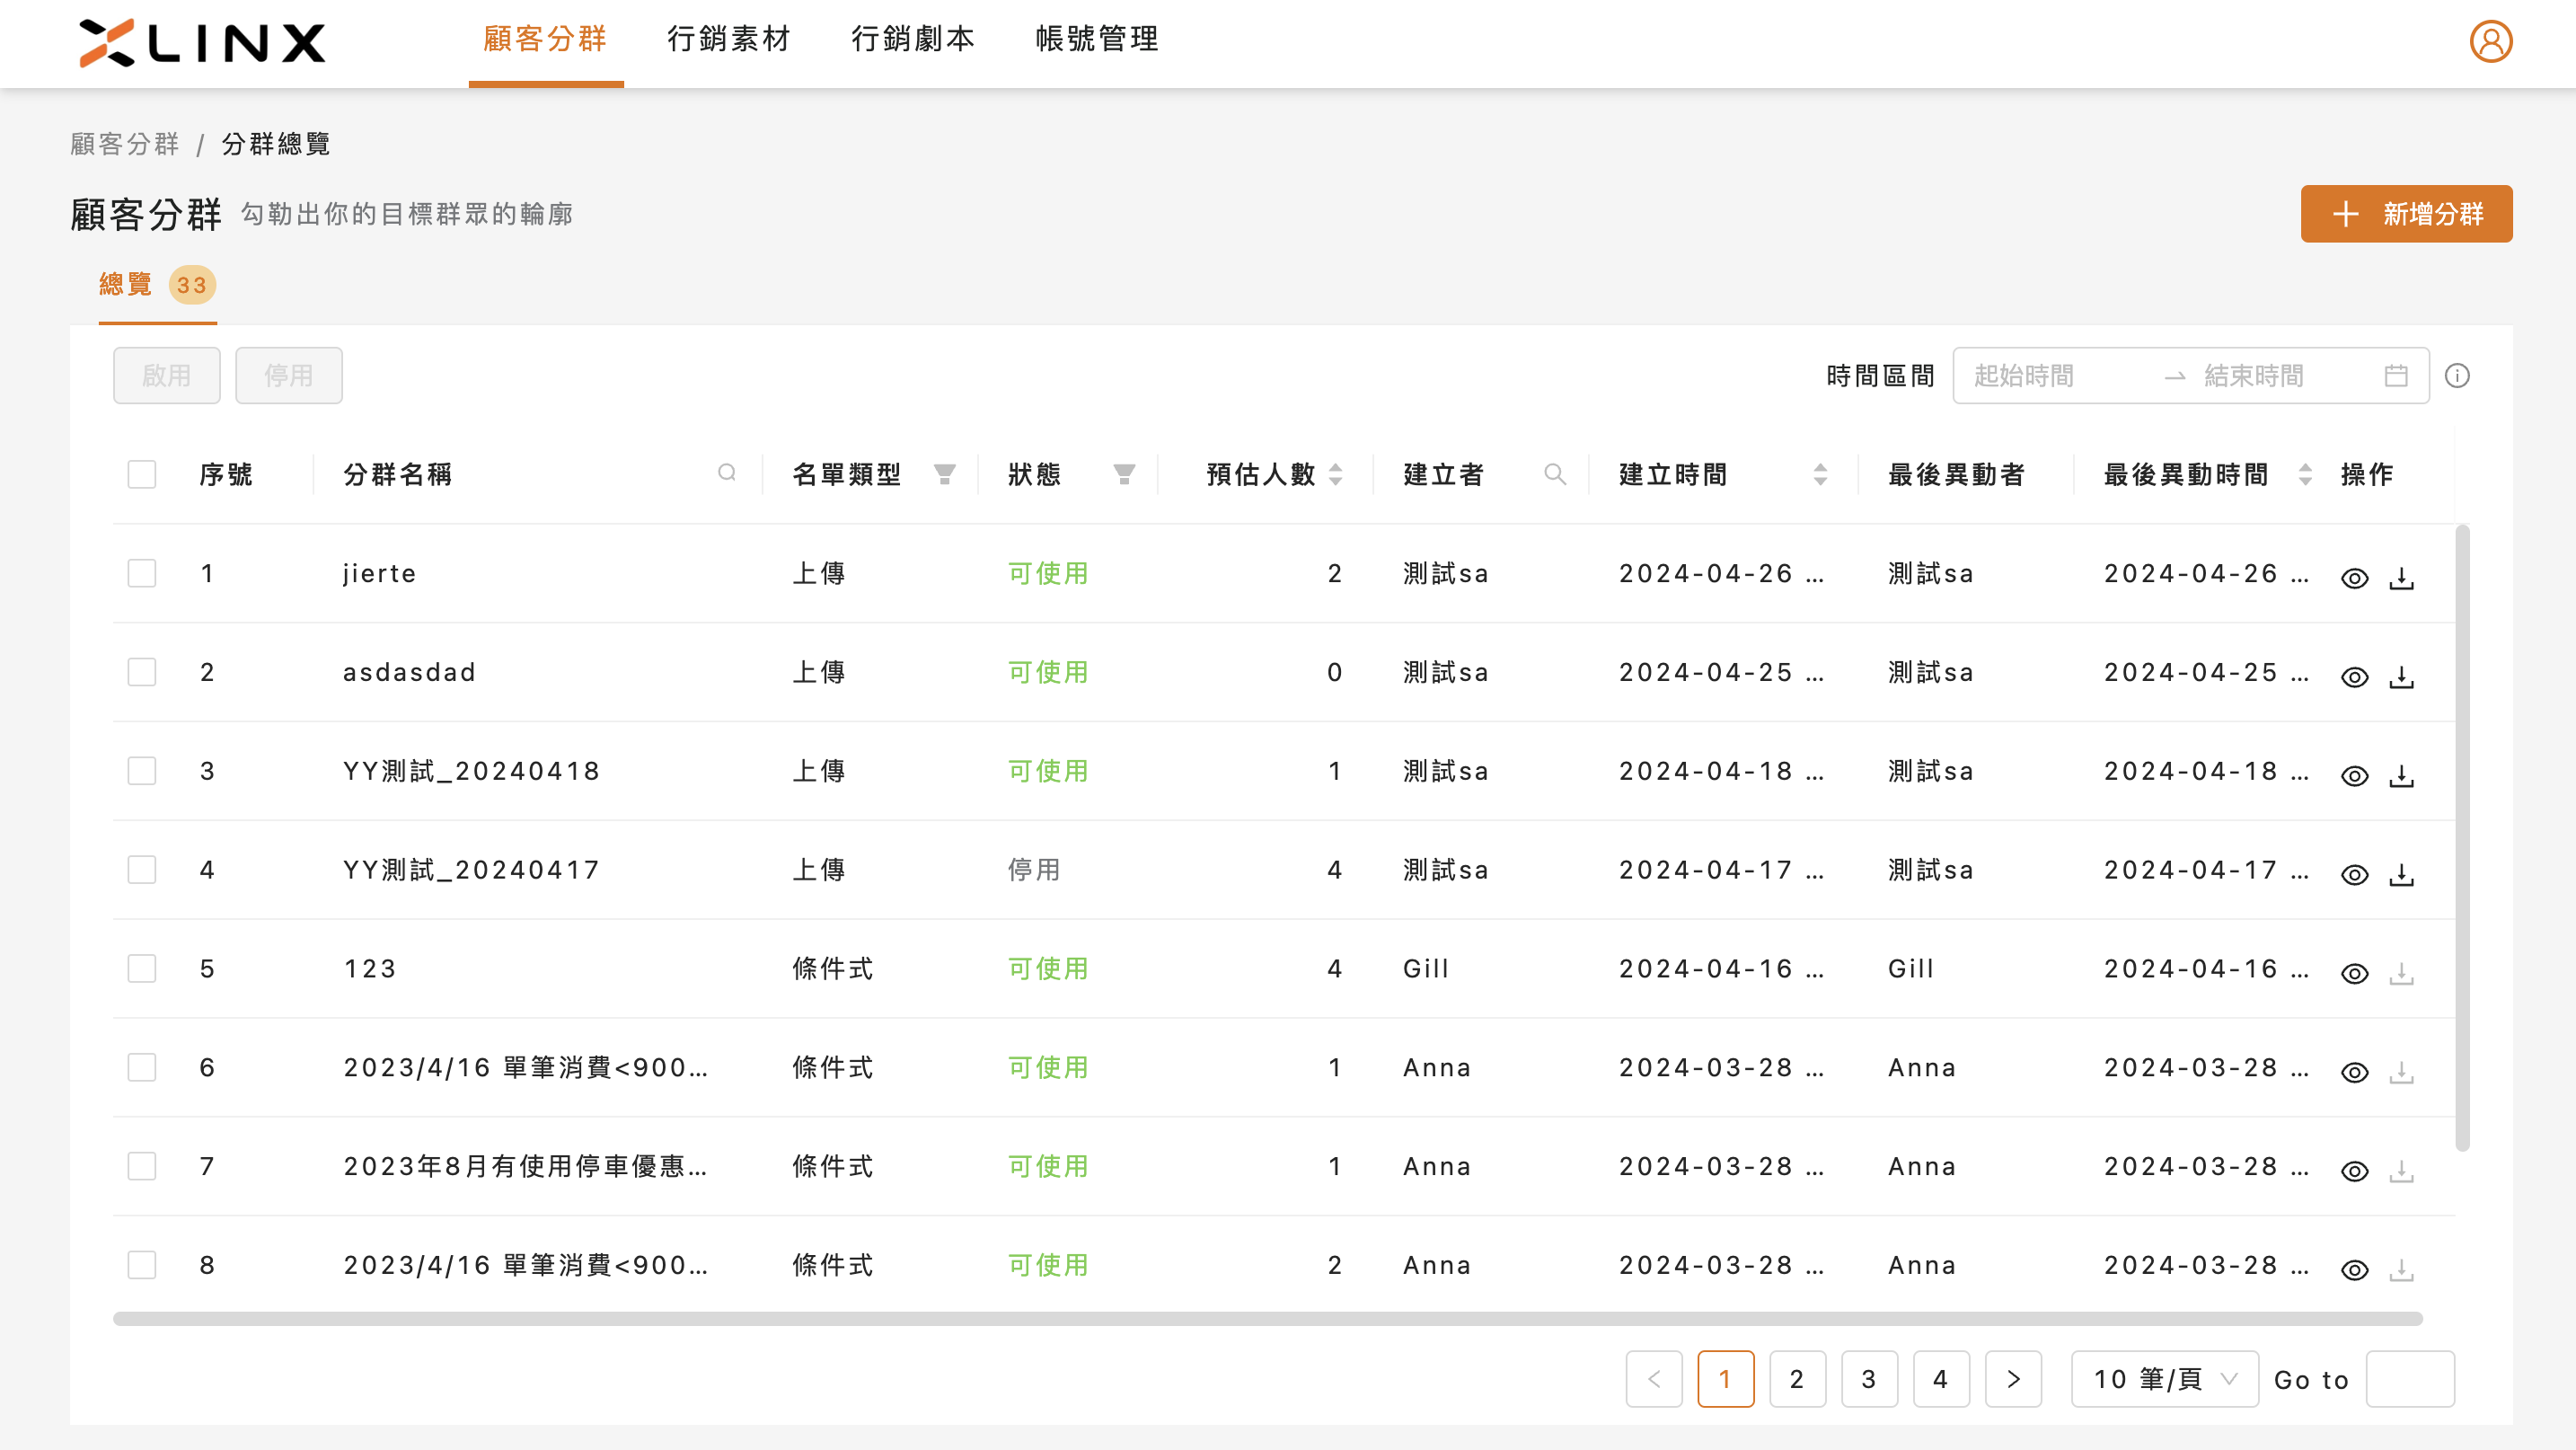 XLINX 顧客分群 行銷素材 行銷劇本 帳號管理
顧客分群 / 分群總覽
顧客分群 勾勒出你的目標群眾的輪廓 新增分群
總覽 33
啟用 停用 時間區間 起始時間 結束時間
序號 分群名稱 名單類型 狀態 預估人數 建立者 建立時間 最後異動者 最後異動時間 操作
1 jierte 上傳 可使用 2 測試sa 2024-04-26 ... 測試sa 2024-04-26 ...
2 asdasdad 上傳 可使用 0 測試sa 2024-04-25 ... 測試sa 2024-04-25 ...
3 YY測試_20240418 上傳 可使用 1 測試sa 2024-04-18 ... 測試sa 2024-04-18 ...
4 YY測試_20240417 上傳 停用 4 測試sa 2024-04-17 ... 測試sa 2024-04-17 ...
5 123 條件式 可使用 4 Gill 2024-04-16 ... Gill 2024-04-16 ...
6 2023/4/16 單筆消費<900... 條件式 可使用 1 Anna 2024-03-28 ... Anna 2024-03-28 ...
7 2023年8月有使用停車優惠... 條件式 可使用 1 Anna 2024-03-28 ... Anna 2024-03-28 ...
8 2023/4/16 單筆消費<900... 條件式 可使用 2 Anna 2024-03-28 ... Anna 2024-03-28 ...
< 1 2 3 4 > 10 筆/頁 Go to